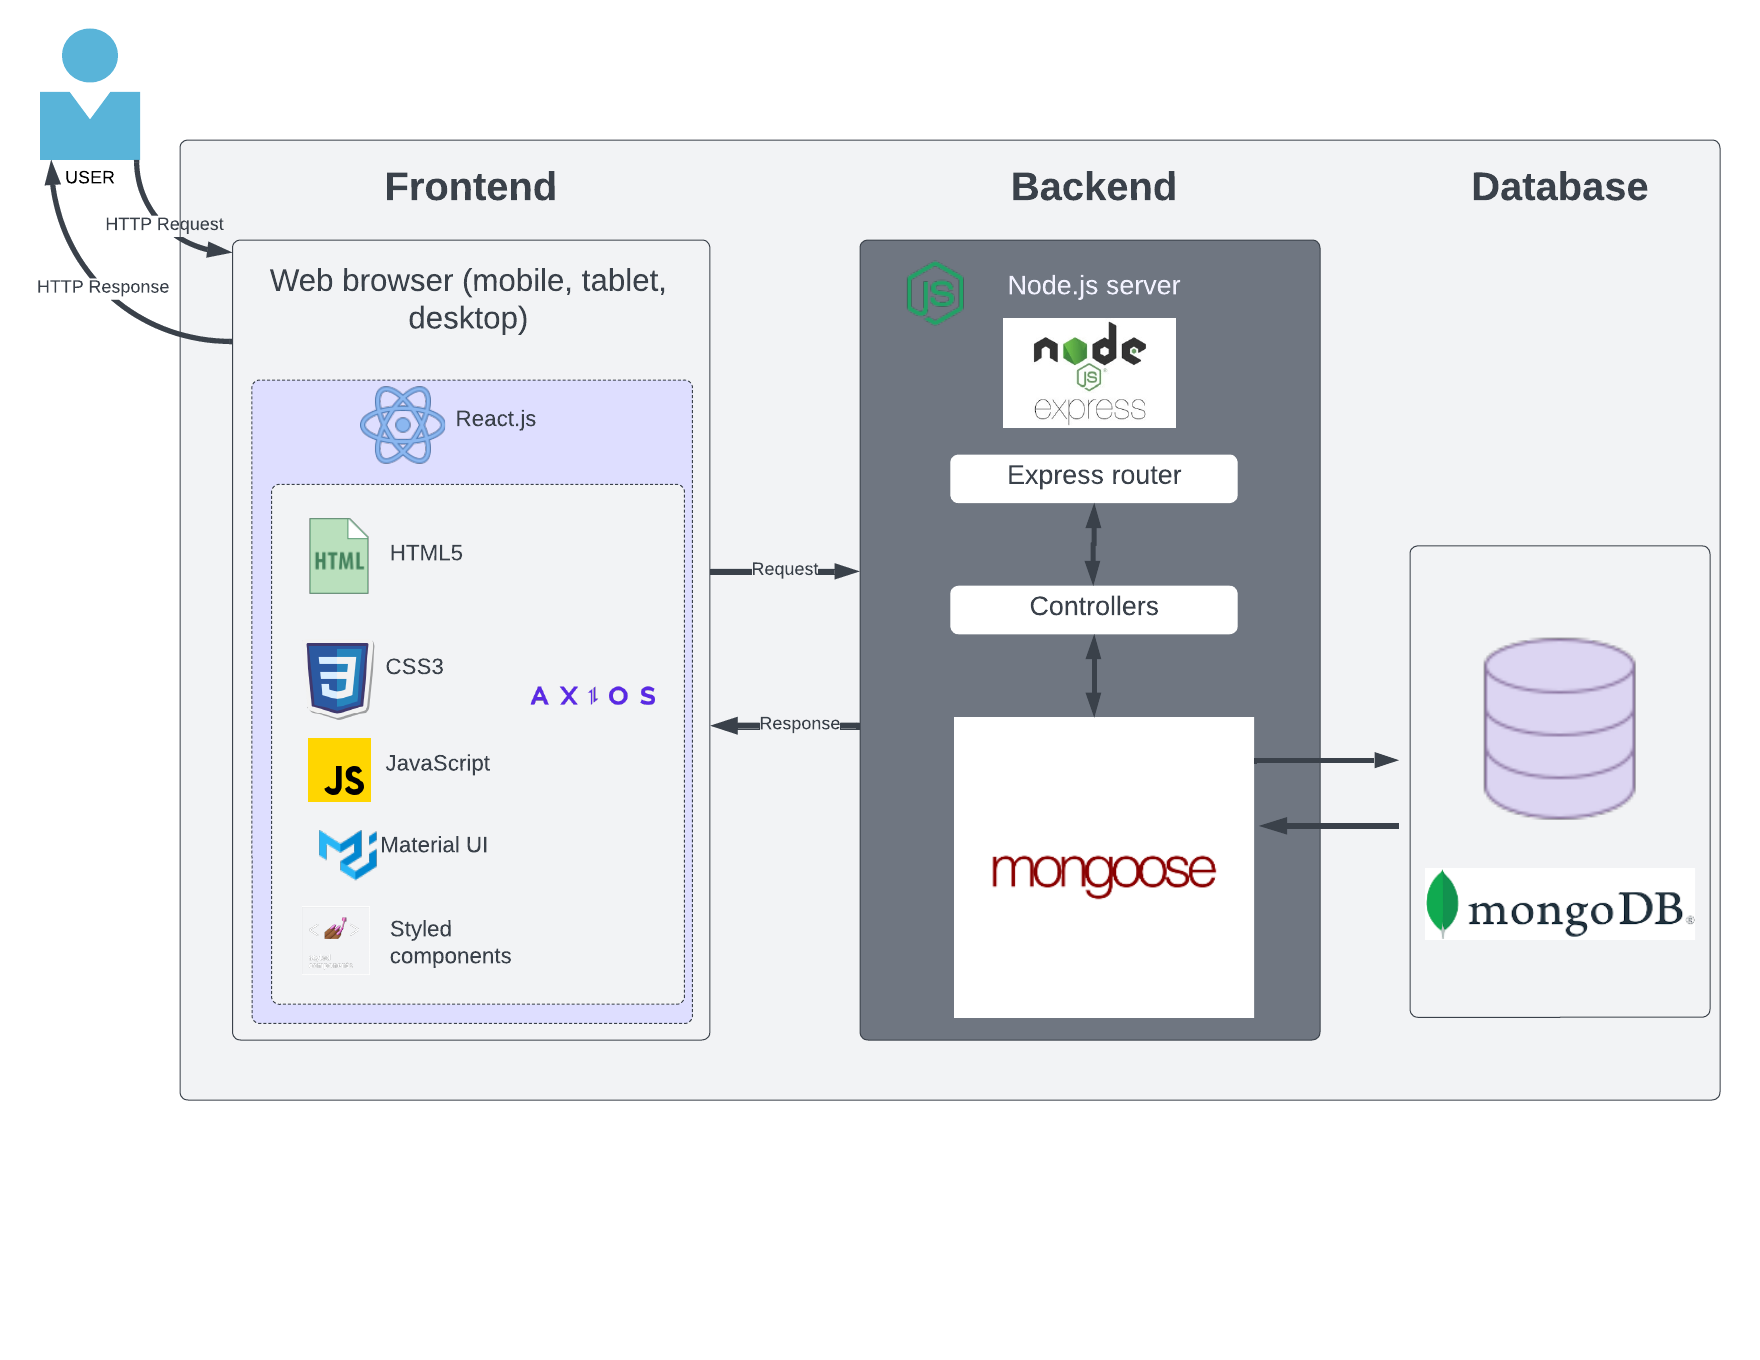 USER
HTTP Request
HTTP Response
Frontend
Web browser (mobile, tablet,
desktop)
React.js
HTML
HTML5
CSS3
AXIOS
JS
JavaScript
Material UI
Styled
components
Request
Response
Backend
JS
Node.js server
node
JS
express
Express router
Controllers
mongoose
Database
mongoDB®